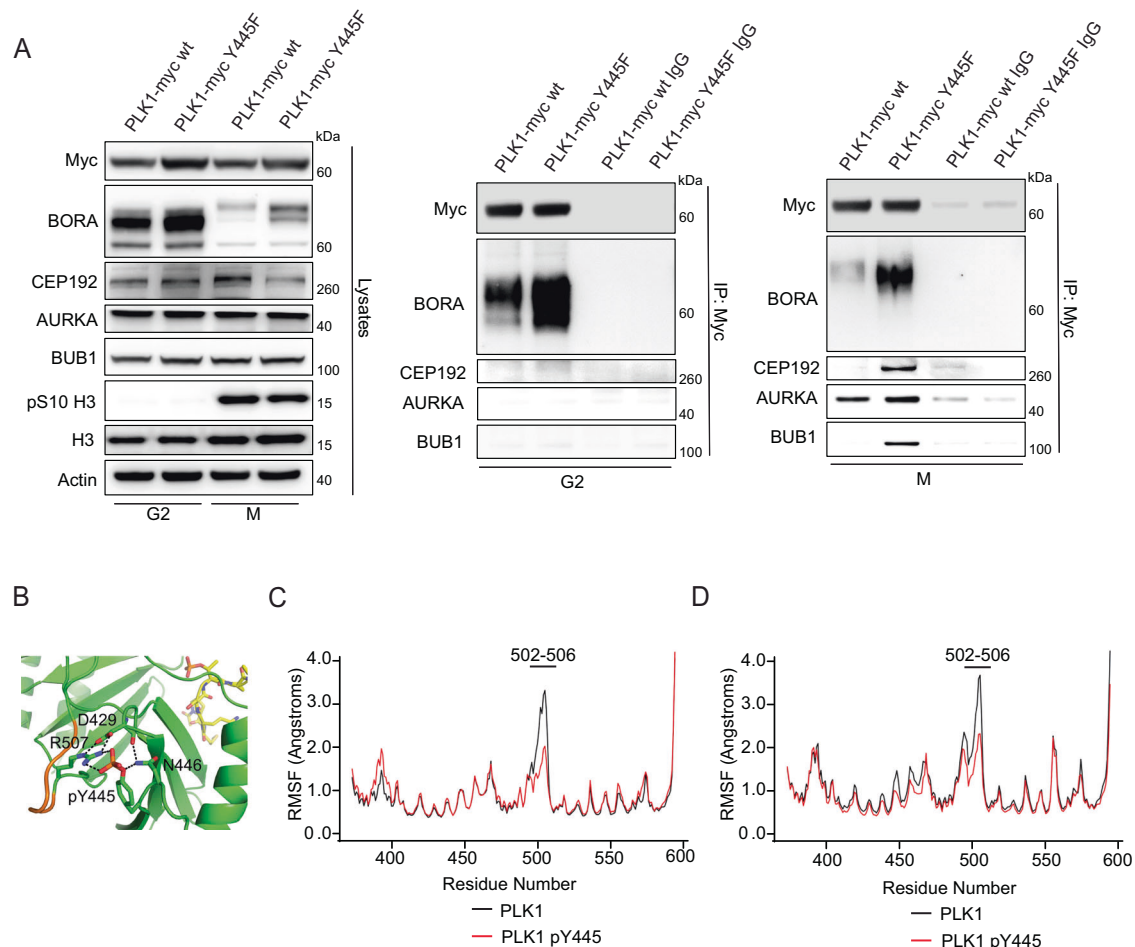 A
PLK1-myc wt
PLK1-myc Y445F
PLK1-myc wt
PLK1-myc Y445F
kDa
Myc
60
BORA
60
CEP192
260
AURKA
40
BUB1
100
pS10 H3
15
H3
15
Actin
40
Lysates
G2
M
PLK1-myc wt
PLK1-myc Y445F
PLK1-myc wt IgG
PLK1-myc Y445F IgG
kDa
Myc
60
BORA
60
CEP192
260
AURKA
40
BUB1
100
IP: Myc
G2
PLK1-myc wt
PLK1-myc Y445F
PLK1-myc wt IgG
PLK1-myc Y445F IgG
kDa
Myc
60
BORA
60
CEP192
260
AURKA
40
BUB1
100
IP: Myc
M
B
D429
R507
N446
pY445
C
502-506
4.0
3.0
2.0
1.0
0.0
RMSF (Angstroms)
400 450 500 550 600
Residue Number
PLK1
PLK1 pY445
D
502-506
4.0
3.0
2.0
1.0
0.0
RMSF (Angstroms)
400 450 500 550 600
Residue Number
PLK1
PLK1 pY445